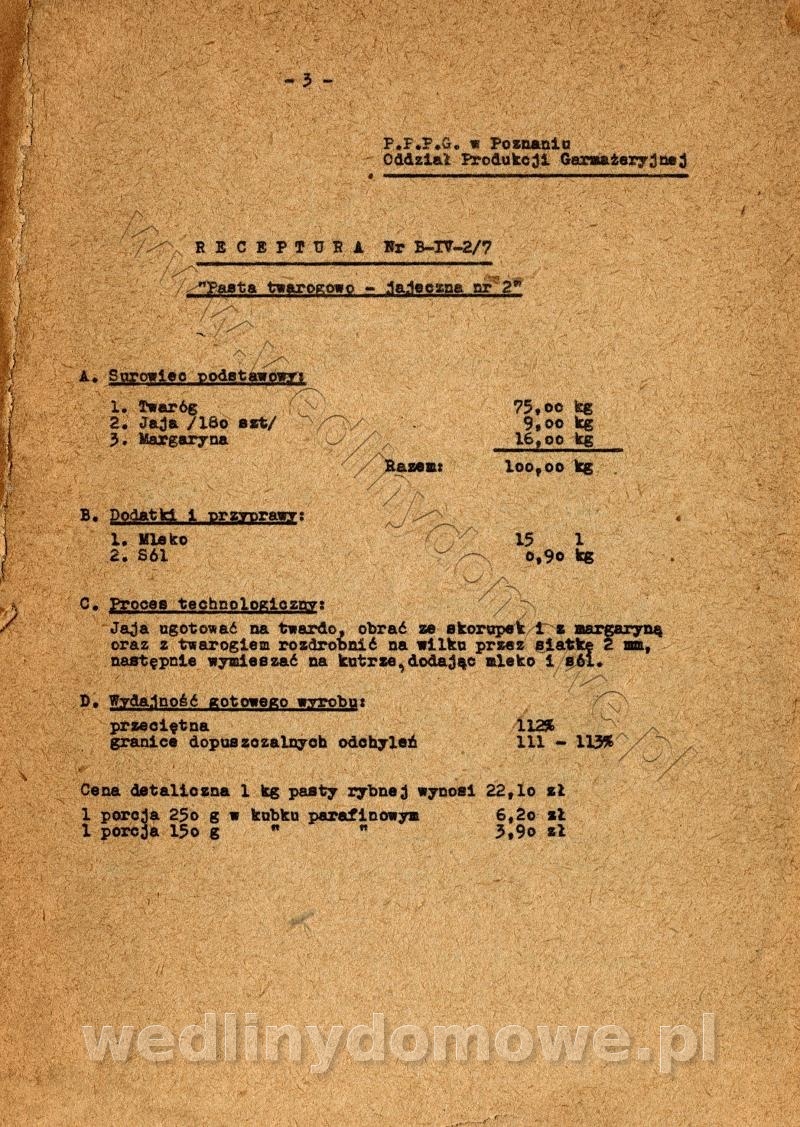 - 3 -
P.P.P.G. w Poznaniu
Oddział Produkcji Garmażeryjnej
R E C E P T U R A Nr B-IV-2/7
"Pasta twarogowo - jajeczna nr 2"
A. Surowiec podstawowy:
1. Twaróg 75,oo kg
2. Jaja /18o szt/ 9,oo kg
3. Margaryna 16,oo kg
Razem: loo,oo kg
B. Dodatki i przyprawy:
1. Mleko 15 l
2. Sól o,9o kg
C. Proces technologiczny:
Jaja ugotować na twardo, obrać ze skorupek i z margaryną
oraz z twarogiem rozdrobnić na wilku przez siatkę 2 mm,
następnie wymieszać na kutrze, dodając mleko i sól.
D. Wydajność gotowego wyrobu:
przeciętna 112%
granice dopuszczalnych odchyleń 111 - 113%
Cena detaliczna 1 kg pasty rybnej wynosi 22,1o zł
1 porcja 25o g w kubku parafinowym 6,2o zł
1 porcja 15o g " " 3,9o zł
www.wedlinydomowe.pl
wedlinydomowe.pl